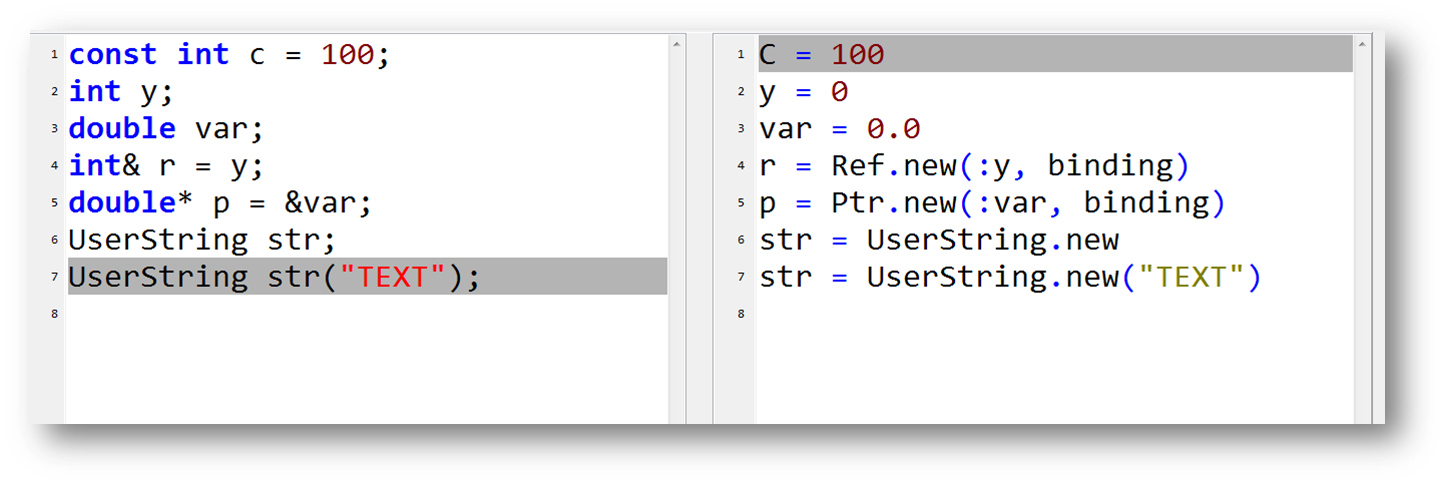 1 const int c = 100;
2 int y;
3 double var;
4 int& r = y;
5 double* p = &var;
6 UserString str;
7 UserString str("TEXT");
8
1 C = 100
2 y = 0
3 var = 0.0
4 r = Ref.new(:y, binding)
5 p = Ptr.new(:var, binding)
6 str = UserString.new
7 str = UserString.new("TEXT")
8